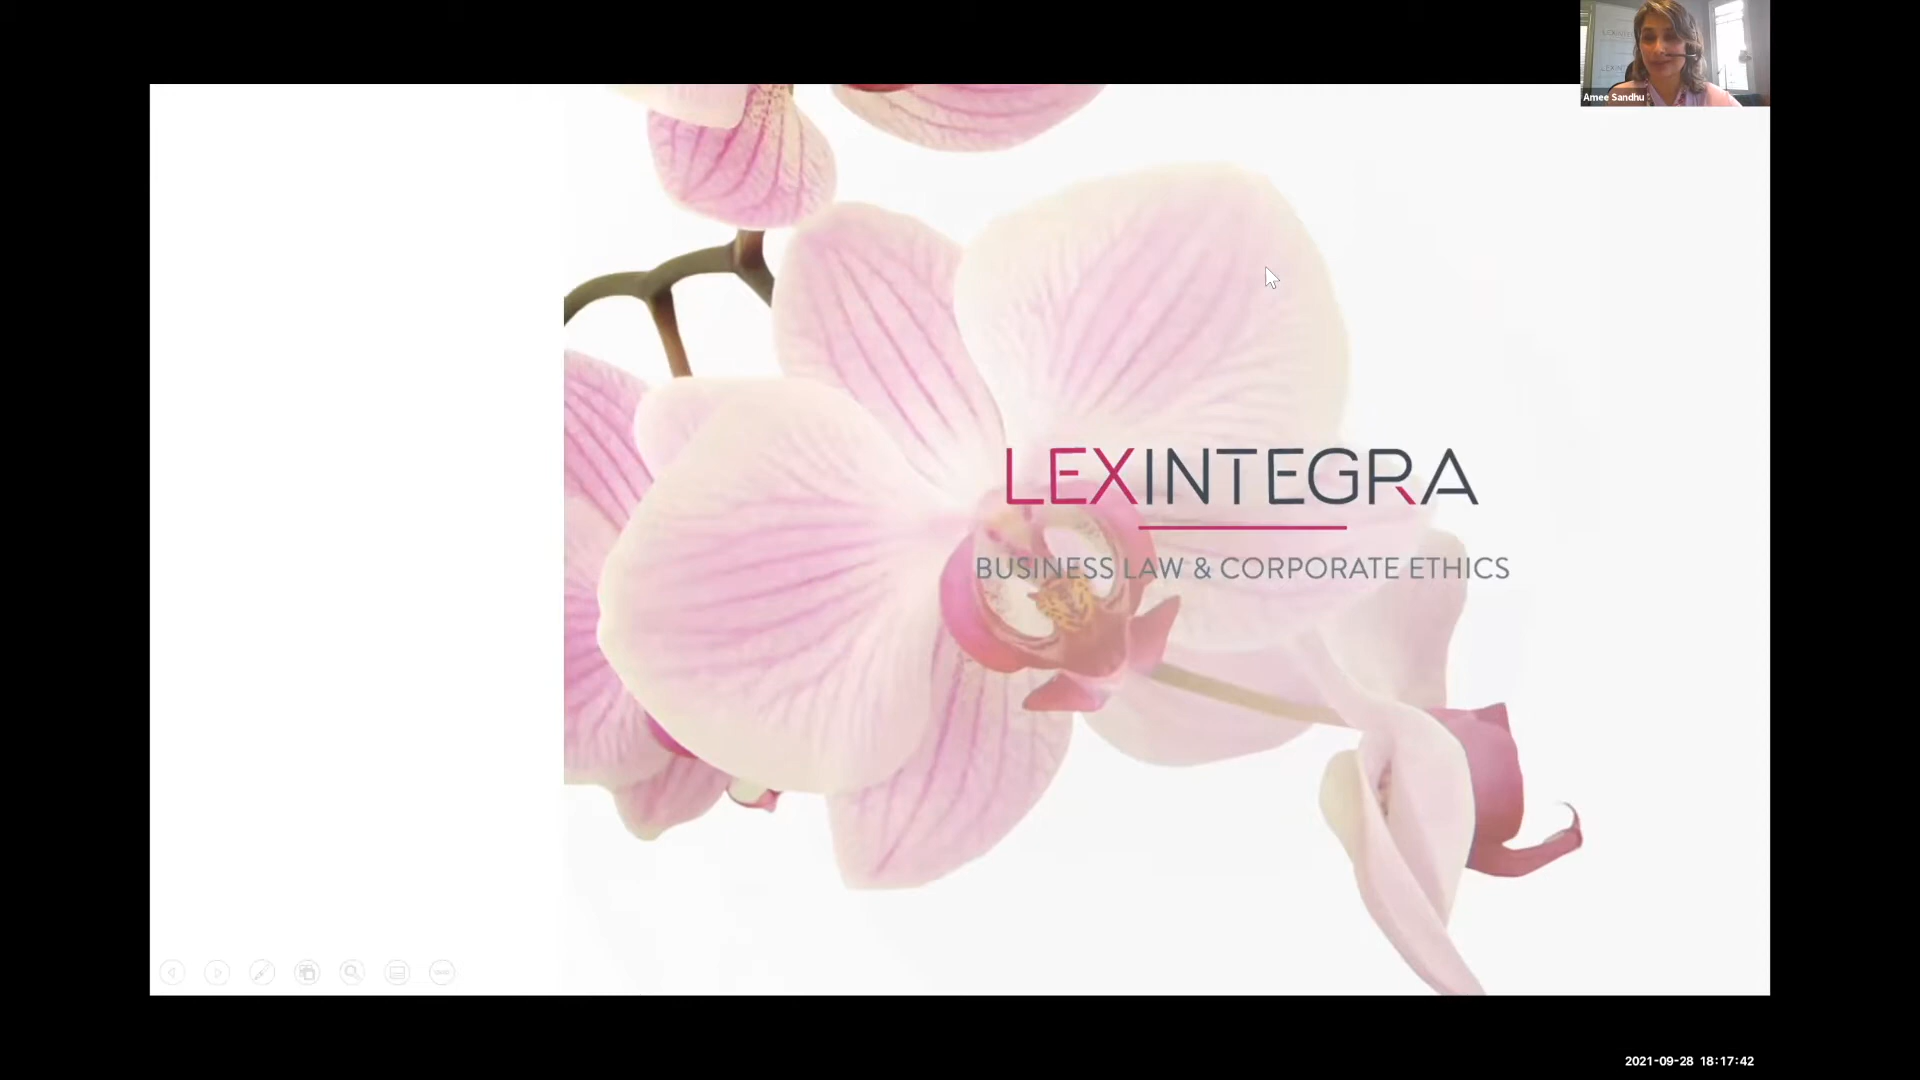 Amee Sandhu
LEXINTEGRA
BUSINESS LAW & CORPORATE ETHICS
2021-09-28 18:17:42